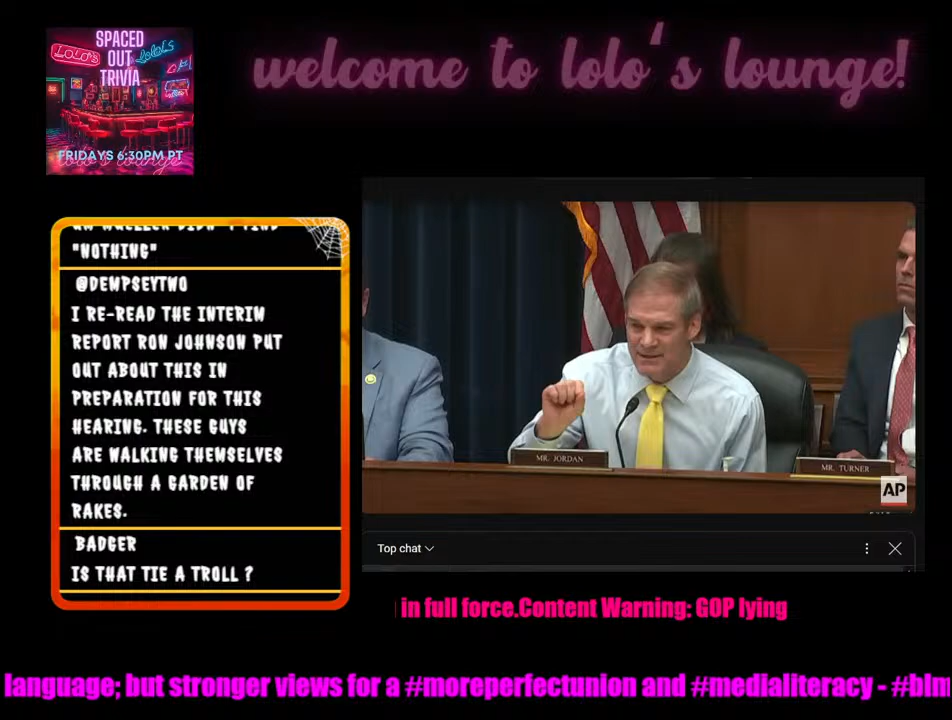 SPACED
OUT
TRIVIA
LOLO'S
FRIDAYS 6:30PM PT
lolo's lounge
welcome to lolo's lounge!
"NOTHING"
@DEMPSEYTWO
I RE-READ THE INTERIM
REPORT RON JOHNSON PUT
OUT ABOUT THIS IN
PREPARATION FOR THIS
HEARING. THESE GUYS
ARE WALKING THEMSELVES
THROUGH A GARDEN OF
RAKES.
BADGER
IS THAT TIE A TROLL ?
MR. JORDAN
MR. TURNER
AP
Top chat
in full force.Content Warning: GOP lying
language; but stronger views for a #moreperfectunion and #medialiteracy - #blm